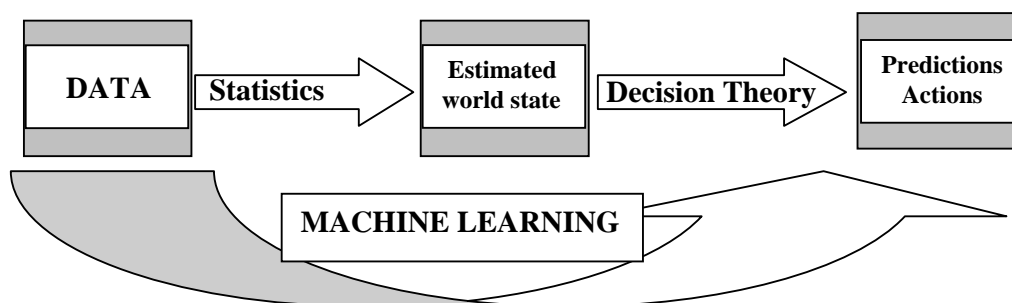 DATA
Statistics
Estimated
world state
Decision Theory
Predictions
Actions
MACHINE LEARNING